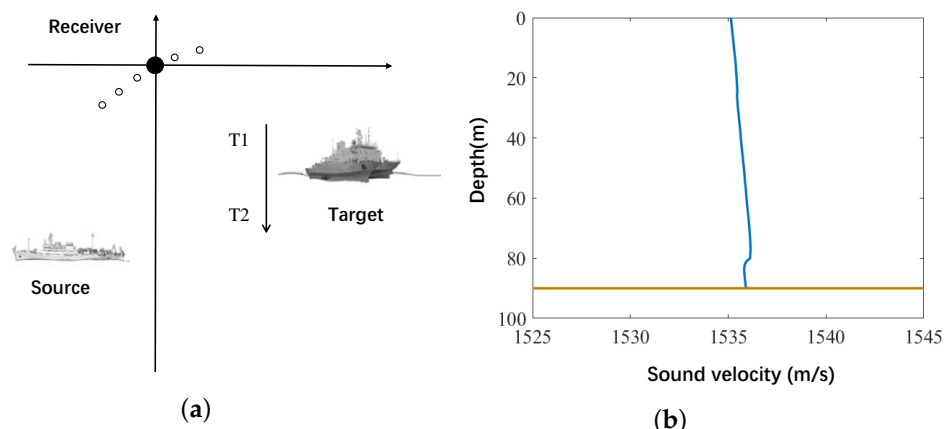 Receiver
T1
T2
Target
Source
(a)
0
20
40
60
80
100
Depth(m)
1525
1530
1535
1540
1545
Sound velocity (m/s)
(b)